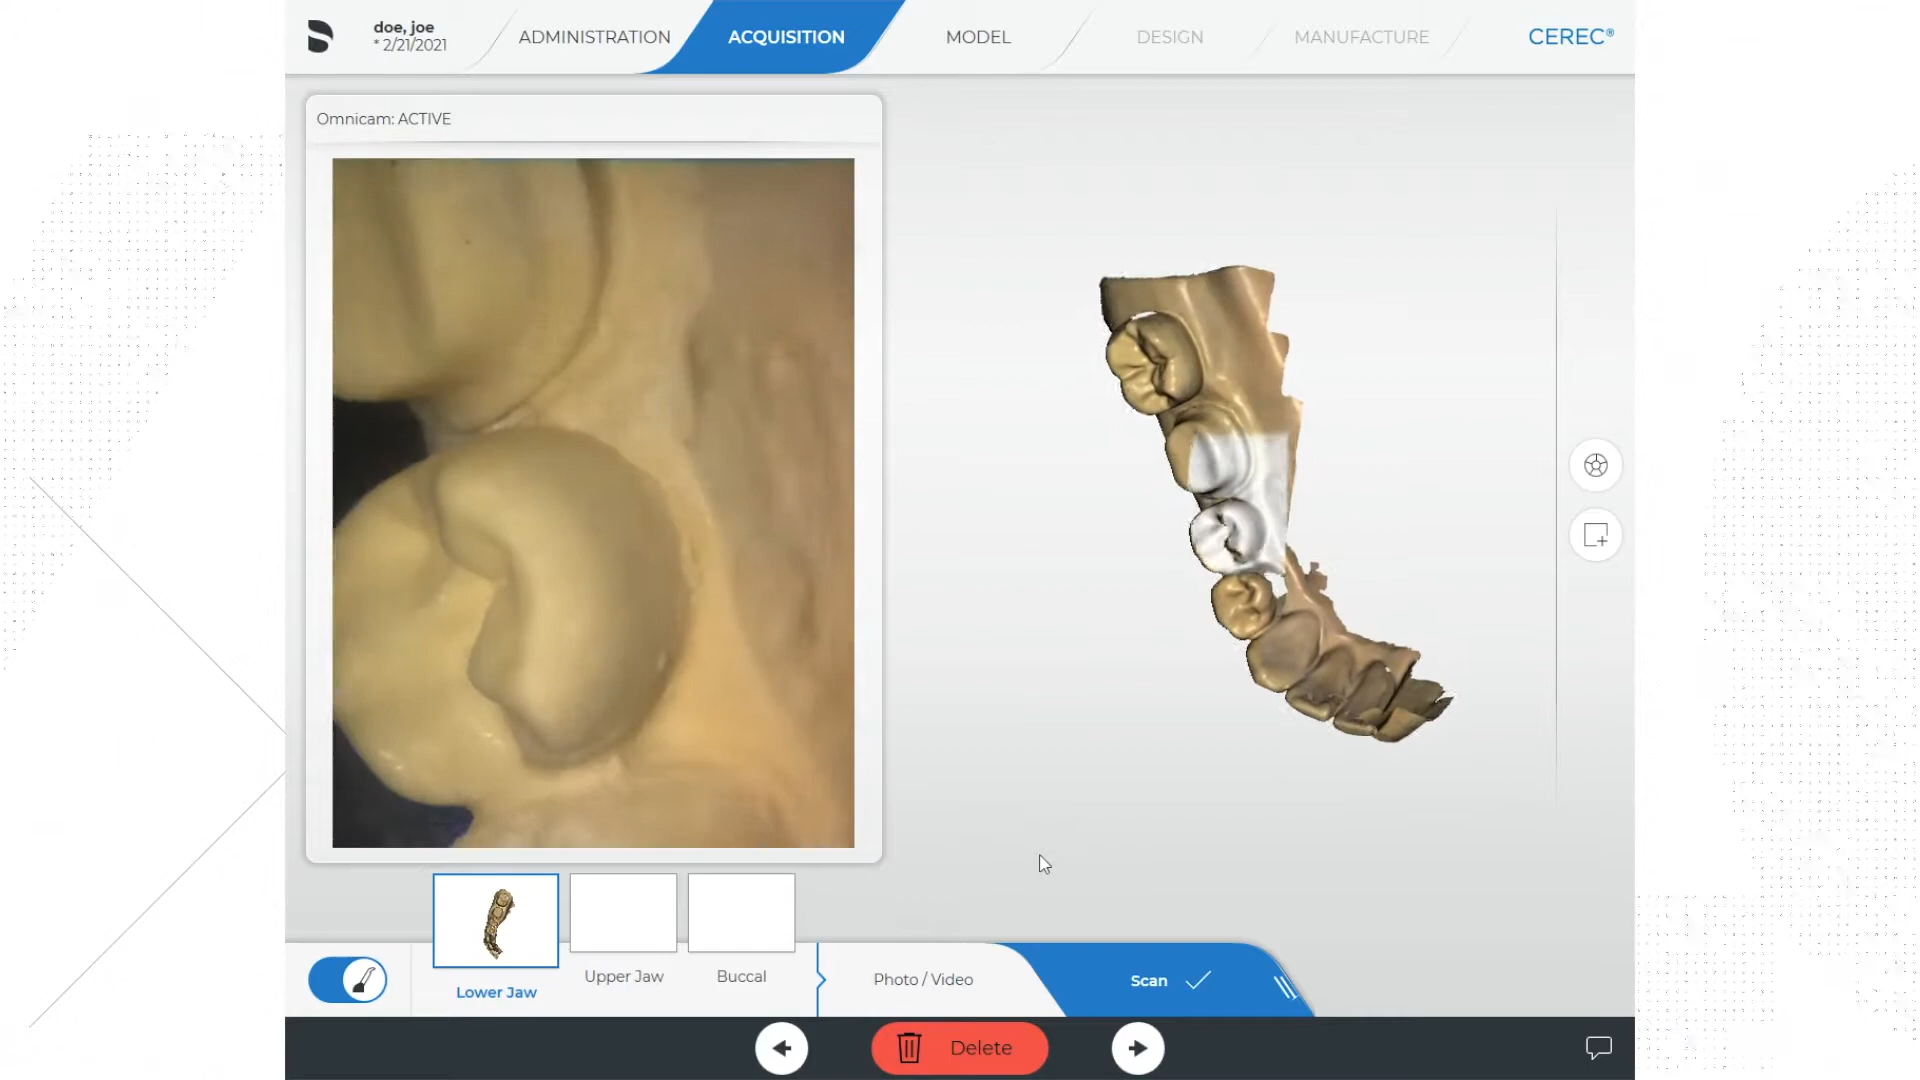 doe, joe
* 2/21/2021
ADMINISTRATION
ACQUISITION
MODEL
DESIGN
MANUFACTURE
CEREC®
Omnicam: ACTIVE
Lower Jaw
Upper Jaw
Buccal
Photo / Video
Scan
Delete